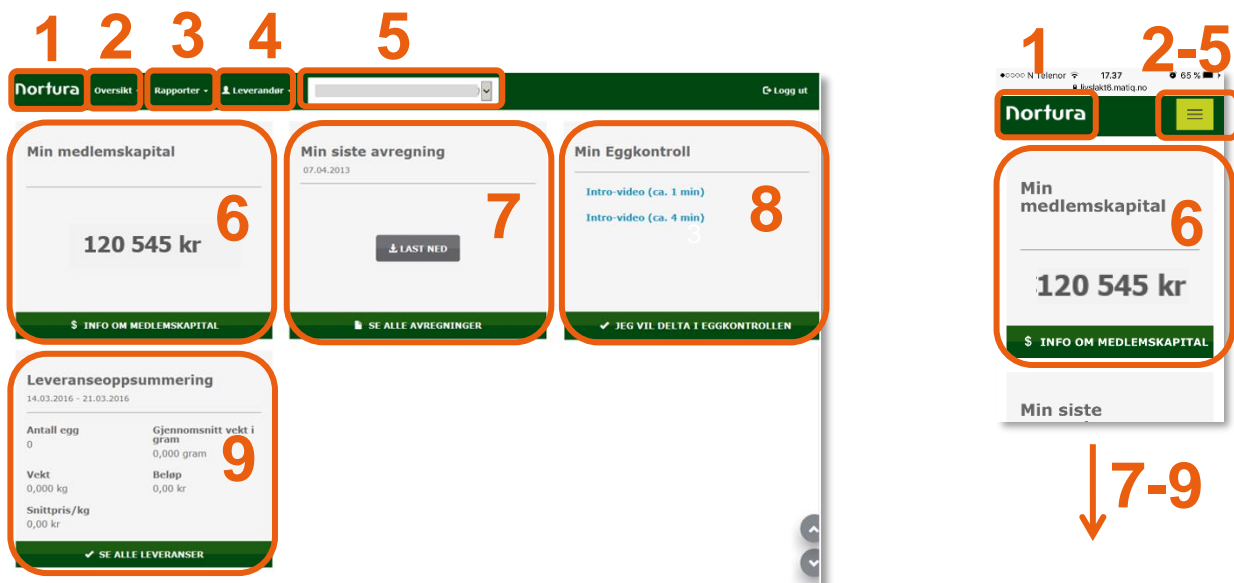 1 2 3 4 5
nortura Oversikt Rapporter Leverandør Logg ut
Min medlemskapital
6
120 545 kr
$ INFO OM MEDLEMSKAPITAL
Min siste avregning
07.04.2013
7
LAST NED
SE ALLE AVREGNINGER
Min Eggkontroll
Intro-video (ca. 1 min)
Intro-video (ca. 4 min)
8
3
JEG VIL DELTA I EGGKONTROLLEN
Leveranseoppsummering
14.03.2016 - 21.03.2016
Antall egg
0
Gjennomsnitt vekt i
gram
0,000 gram
9
Vekt
0,000 kg
Beløp
0,00 kr
Snittpris/kg
0,00 kr
SE ALLE LEVERANSER
1 2-5
Telenor 17.37 65 %
livslakt6.matiq.no
nortura
Min
medlemskapital
6
120 545 kr
$ INFO OM MEDLEMSKAPITAL
Min siste
7-9